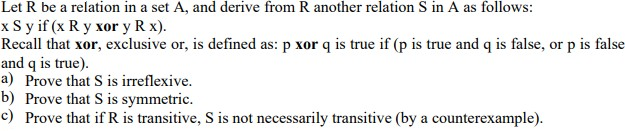 Let R be a relation in a set A, and derive from R another relation S in A as follows:
x S y if (x R y xor y R x).
Recall that xor, exclusive or, is defined as: p xor q is true if (p is true and q is false, or p is false
and q is true).
a) Prove that S is irreflexive.
b) Prove that S is symmetric.
c) Prove that if R is transitive, S is not necessarily transitive (by a counterexample).